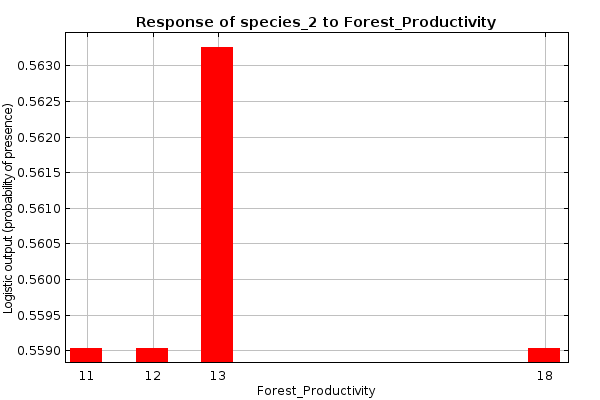 Response of species_2 to Forest_Productivity
Logistic output (probability of presence)
0.5630
0.5625
0.5620
0.5615
0.5610
0.5605
0.5600
0.5595
0.5590
11 12 13 18
Forest_Productivity